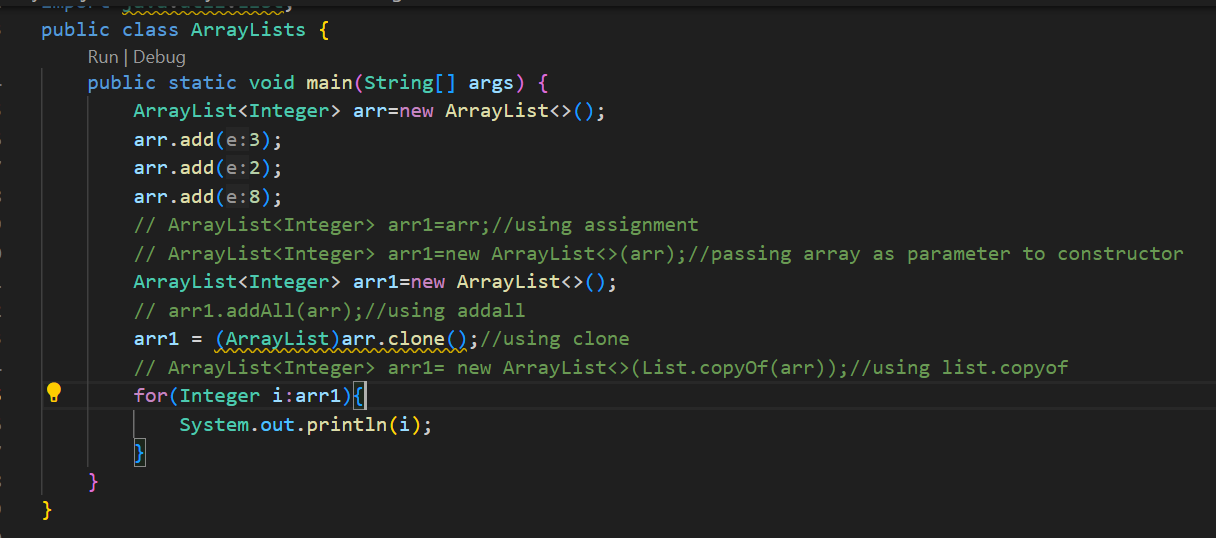 public class ArrayLists {
Run | Debug
public static void main(String[] args) {
ArrayList<Integer> arr=new ArrayList<>();
arr.add(e:3);
arr.add(e:2);
arr.add(e:8);
// ArrayList<Integer> arr1=arr;//using assignment
// ArrayList<Integer> arr1=new ArrayList<>(arr);//passing array as parameter to constructor
ArrayList<Integer> arr1=new ArrayList<>();
// arr1.addAll(arr);//using addall
arr1 = (ArrayList)arr.clone();//using clone
// ArrayList<Integer> arr1= new ArrayList<>(List.copyOf(arr));//using list.copyof
for(Integer i:arr1){
System.out.println(i);
}
}
}